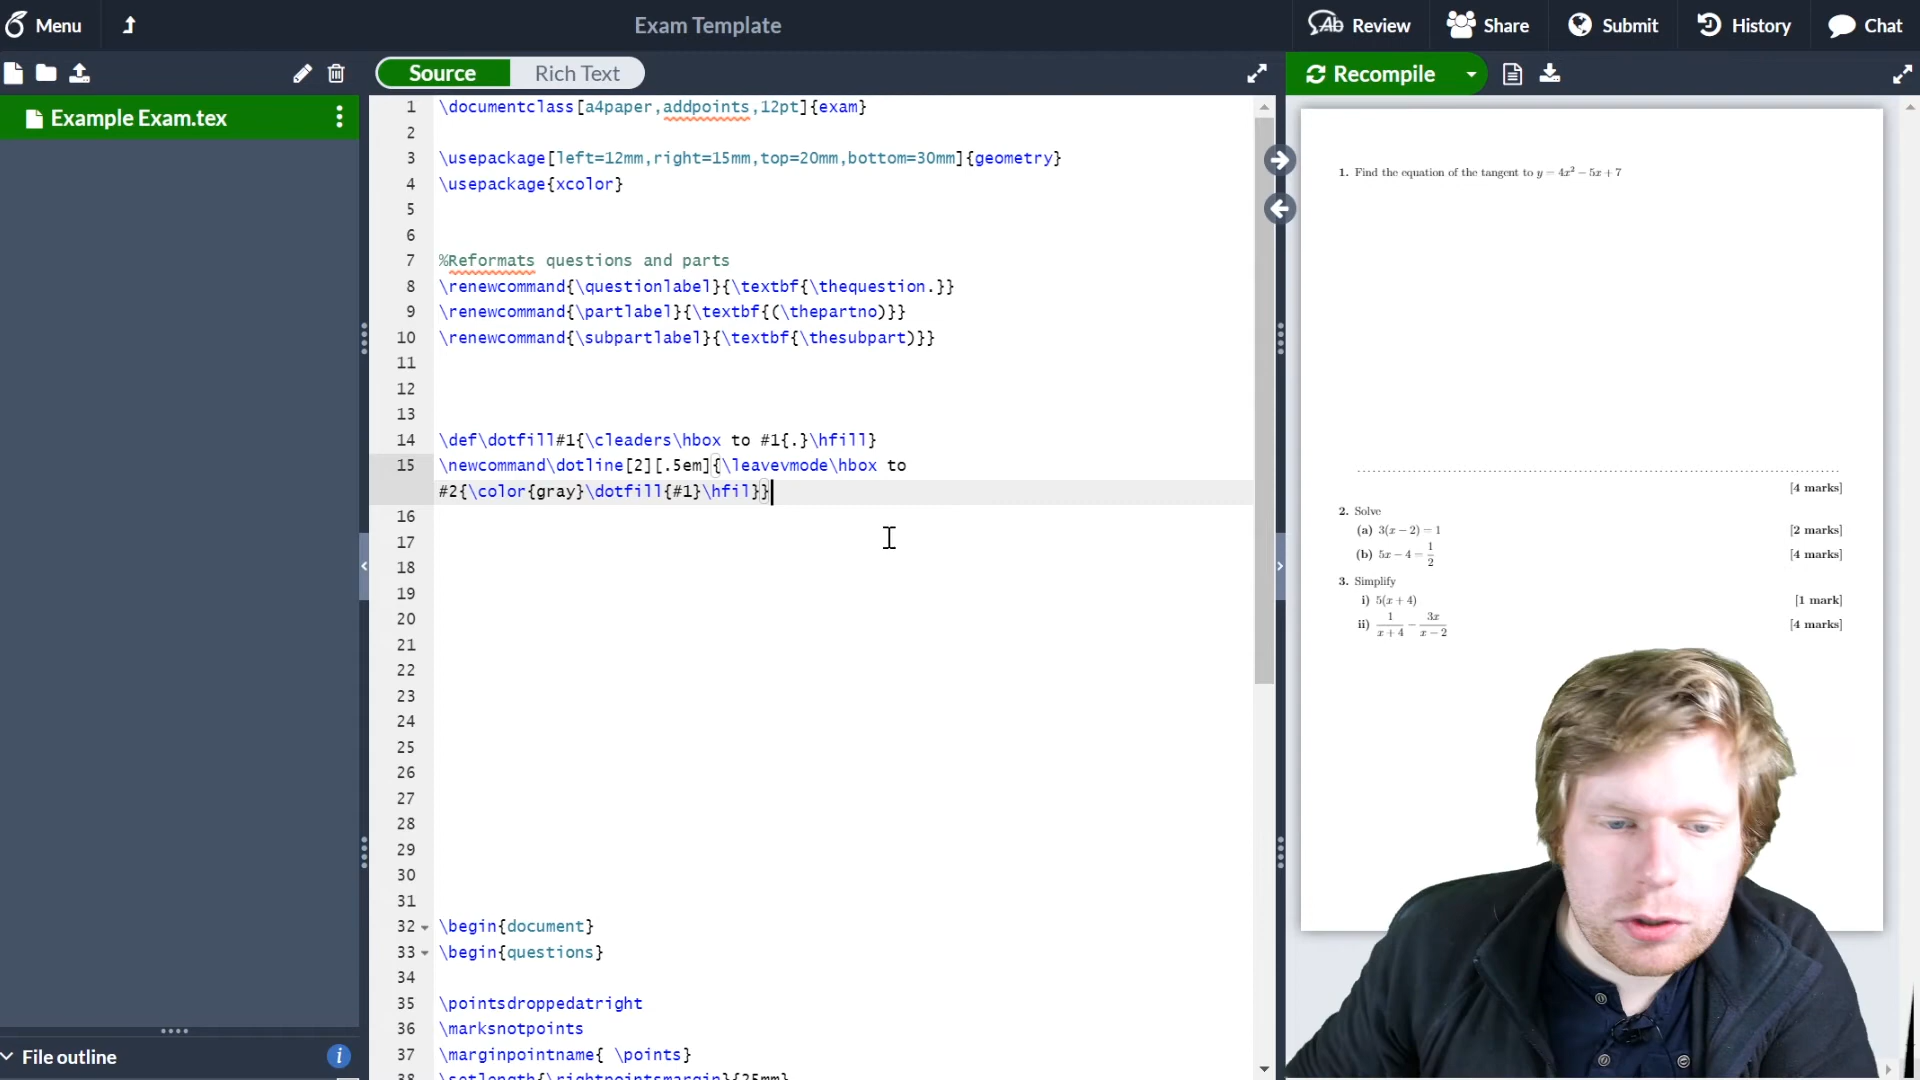 Menu
Exam Template
Review
Share
Submit
History
Chat
Source
Rich Text
Recompile
Example Exam.tex
1 \documentclass[a4paper,addpoints,12pt]{exam}
2
3 \usepackage[left=12mm,right=15mm,top=20mm,bottom=30mm]{geometry}
4 \usepackage{xcolor}
5
6
7 %Reformats questions and parts
8 \renewcommand{\questionlabel}{\textbf{\thequestion.}}
9 \renewcommand{\partlabel}{\textbf{(\thepartno)}}
10 \renewcommand{\subpartlabel}{\textbf{\thesubpart)}}
11
12
13
14 \def\dotfill#1{\cleaders\hbox to #1{.}\hfill}
15 \newcommand\dotline[2][.5em]{\leavevmode\hbox to
#2{\color{gray}\dotfill{#1}\hfil}}
16
17
18
19
20
21
22
23
24
25
26
27
28
29
30
31
32 \begin{document}
33 \begin{questions}
34
35 \pointsdroppedatright
36 \marksnotpoints
37 \marginpointname{ \points}
38 \setlength{\rightpointsmargin}{25mm}
File outline
1. Find the equation of the tangent to y = 4x² − 5x + 7
[4 marks]
2. Solve
(a) 3(x − 2) = 1 [2 marks]
(b) 5x − 4 = 1/2 [4 marks]
3. Simplify
i) 5(x + 4) [1 mark]
ii) 1/(x + 4) − 3x/(x − 2) [4 marks]